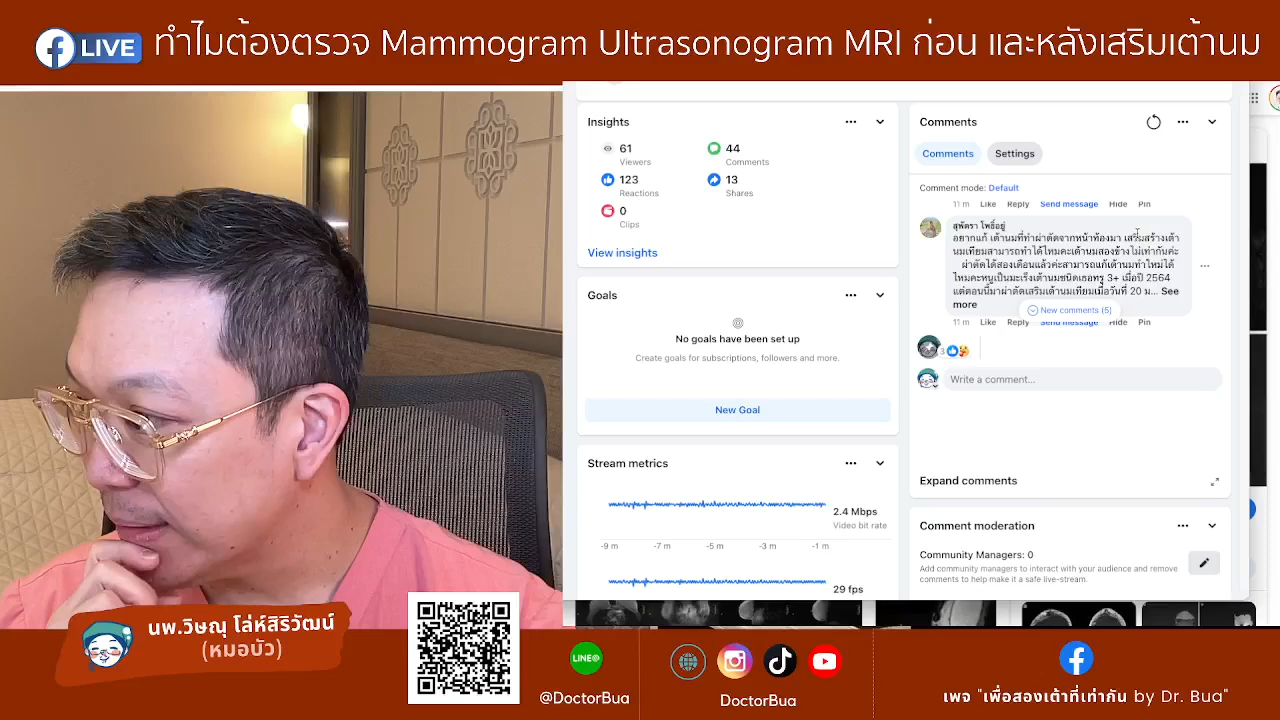 LIVE ทำไมต้องตรวจ Mammogram Ultrasonogram MRI ก่อน และหลังเสริมเต้านม
Insights
61
Viewers
44
Comments
123
Reactions
13
Shares
0
Clips
View insights
Goals
No goals have been set up
Create goals for subscriptions, followers and more.
New Goal
Stream metrics
2.4 Mbps
Video bit rate
-9 m -7 m -5 m -3 m -1 m
29 fps
Comments
Comments Settings
Comment mode: Default
11 m Like Reply Send message Hide Pin
สุพัตรา โพธิ์อยู่
อยากแก้ เต้านมที่ทำผ่าตัดจากหน้าท้องมา เสริมสร้างเต้า
นมเทียมสามารถทำได้ไหมคะเต้านมสองข้างไม่เท่ากันค่ะ
ผ่าตัดได้สองเดือนแล้วค่ะสามารถแก้เต้านมทำใหม่ได้
ไหมคะหนูเป็นมะเร็งเต้านมชนิดเฮอทรู 3+ เมื่อปี 2564
แต่ตอนนี้มาผ่าตัดเสริมเต้านมเทียมเมื่อวันที่ 20 ม... See
more
New comments (5)
11 m Like Reply Send message Hide Pin
3
Write a comment...
Expand comments
Comment moderation
Community Managers: 0
Add community managers to interact with your audience and remove
comments to help make it a safe live-stream.
นพ.วิษณุ โล่ห์สิริวัฒน์
(หมอบัว)
LINE@
@DoctorBua
DoctorBua
เพจ "เพื่อสองเต้าที่เท่ากัน by Dr. Bua"